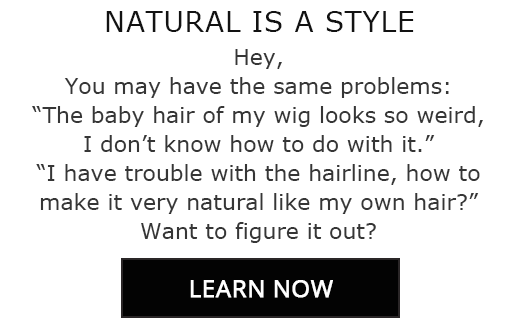 NATURAL IS A STYLE
Hey,
You may have the same problems:
“The baby hair of my wig looks so weird,
I don’t know how to do with it.”
“I have trouble with the hairline, how to
make it very natural like my own hair?”
Want to figure it out?
LEARN NOW